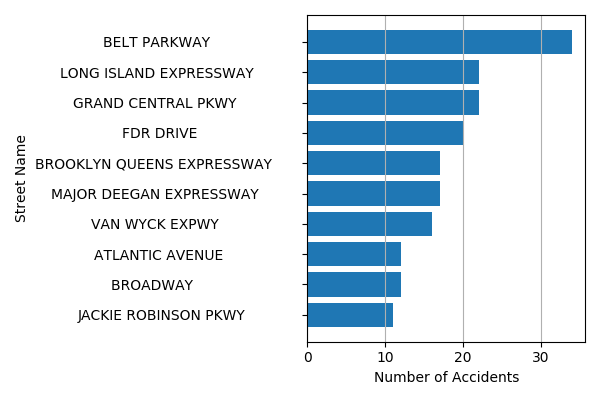 BELT PARKWAY
LONG ISLAND EXPRESSWAY
GRAND CENTRAL PKWY
FDR DRIVE
BROOKLYN QUEENS EXPRESSWAY
MAJOR DEEGAN EXPRESSWAY
VAN WYCK EXPWY
ATLANTIC AVENUE
BROADWAY
JACKIE ROBINSON PKWY
Street Name
0 10 20 30
Number of Accidents